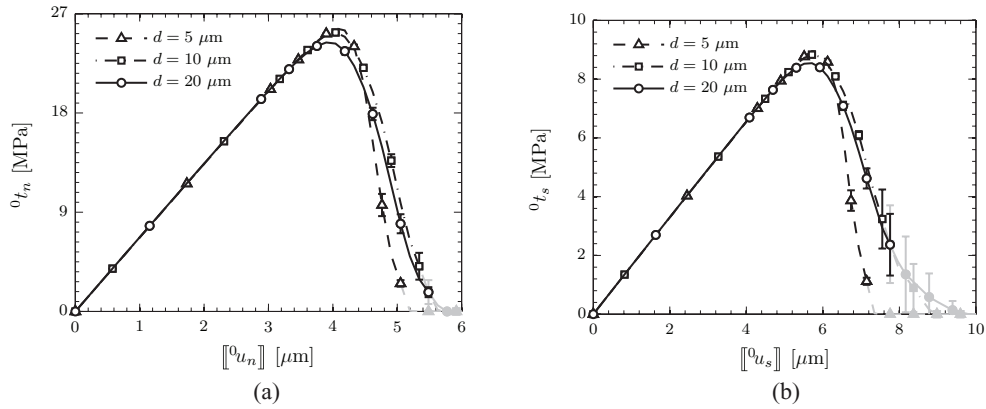 27
18
9
0
⁰tₙ [MPa]
d = 5 μm
d = 10 μm
d = 20 μm
0 1 2 3 4 5 6
⟦⁰uₙ⟧ [μm]
(a)
10
8
6
4
2
0
⁰tₛ [MPa]
d = 5 μm
d = 10 μm
d = 20 μm
0 2 4 6 8 10
⟦⁰uₛ⟧ [μm]
(b)